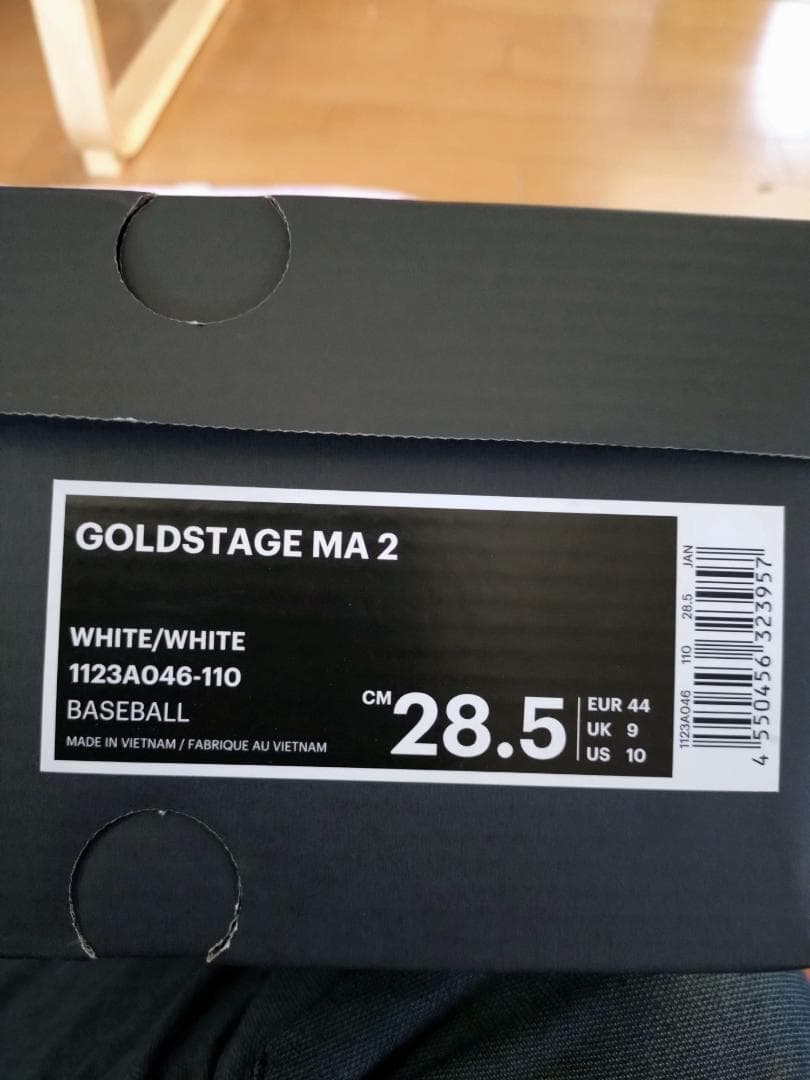 GOLDSTAGE MA 2
WHITE/WHITE
1123A046-110
BASEBALL
MADE IN VIETNAM / FABRIQUE AU VIETNAM
CM 28.5
EUR 44
UK 9
US 10
1123A046 110 28.5 JAN
4 550456 323957